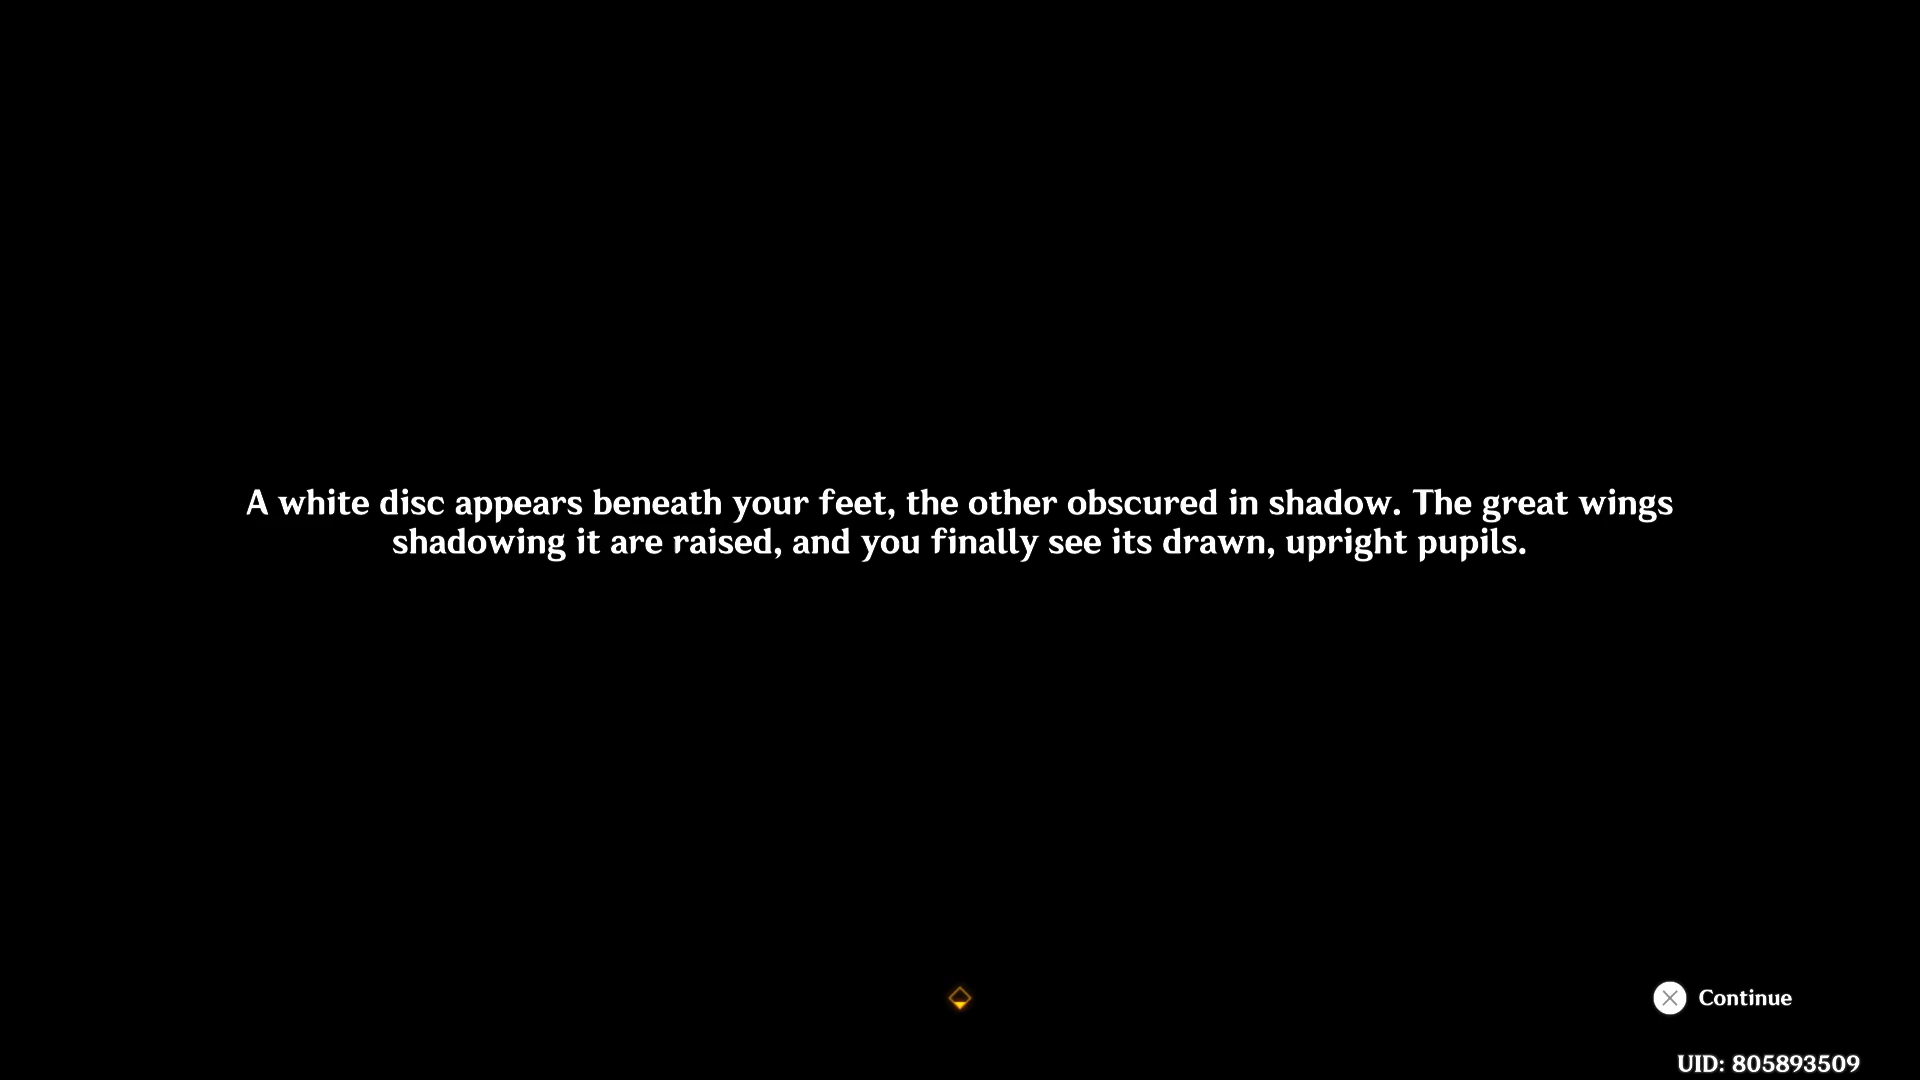 A white disc appears beneath your feet, the other obscured in shadow. The great wings
shadowing it are raised, and you finally see its drawn, upright pupils.
Continue
UID: 805893509